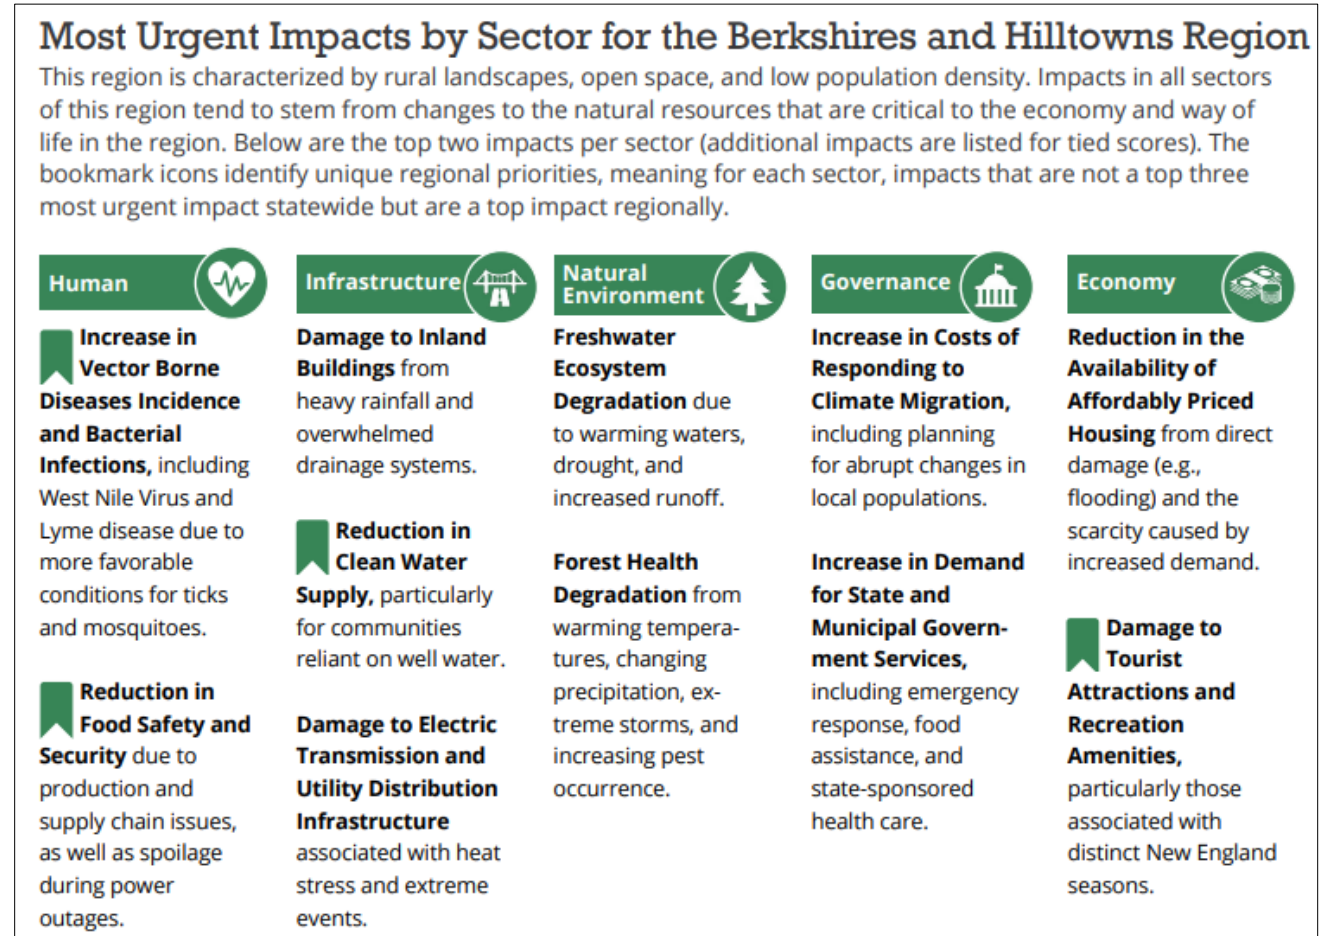 Most Urgent Impacts by Sector for the Berkshires and Hilltowns Region
This region is characterized by rural landscapes, open space, and low population density. Impacts in all sectors
of this region tend to stem from changes to the natural resources that are critical to the economy and way of
life in the region. Below are the top two impacts per sector (additional impacts are listed for tied scores). The
bookmark icons identify unique regional priorities, meaning for each sector, impacts that are not a top three
most urgent impact statewide but are a top impact regionally.
Human
Increase in
Vector Borne
Diseases Incidence
and Bacterial
Infections, including
West Nile Virus and
Lyme disease due to
more favorable
conditions for ticks
and mosquitoes.
Reduction in
Food Safety and
Security due to
production and
supply chain issues,
as well as spoilage
during power
outages.
Infrastructure
Damage to Inland
Buildings from
heavy rainfall and
overwhelmed
drainage systems.
Reduction in
Clean Water
Supply, particularly
for communities
reliant on well water.
Damage to Electric
Transmission and
Utility Distribution
Infrastructure
associated with heat
stress and extreme
events.
Natural
Environment
Freshwater
Ecosystem
Degradation due
to warming waters,
drought, and
increased runoff.
Forest Health
Degradation from
warming tempera-
tures, changing
precipitation, ex-
treme storms, and
increasing pest
occurrence.
Governance
Increase in Costs of
Responding to
Climate Migration,
including planning
for abrupt changes in
local populations.
Increase in Demand
for State and
Municipal Govern-
ment Services,
including emergency
response, food
assistance, and
state-sponsored
health care.
Economy
Reduction in the
Availability of
Affordably Priced
Housing from direct
damage (e.g.,
flooding) and the
scarcity caused by
increased demand.
Damage to
Tourist
Attractions and
Recreation
Amenities,
particularly those
associated with
distinct New England
seasons.